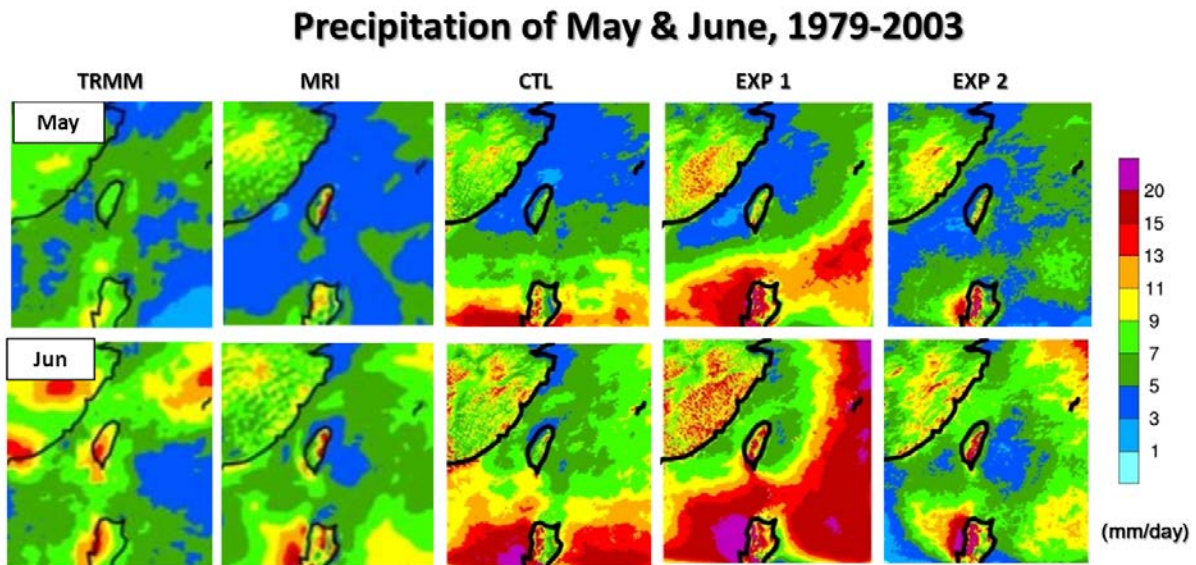 Precipitation of May & June, 1979-2003
TRMM MRI CTL EXP 1 EXP 2
May
Jun
20
15
13
11
9
7
5
3
1
(mm/day)